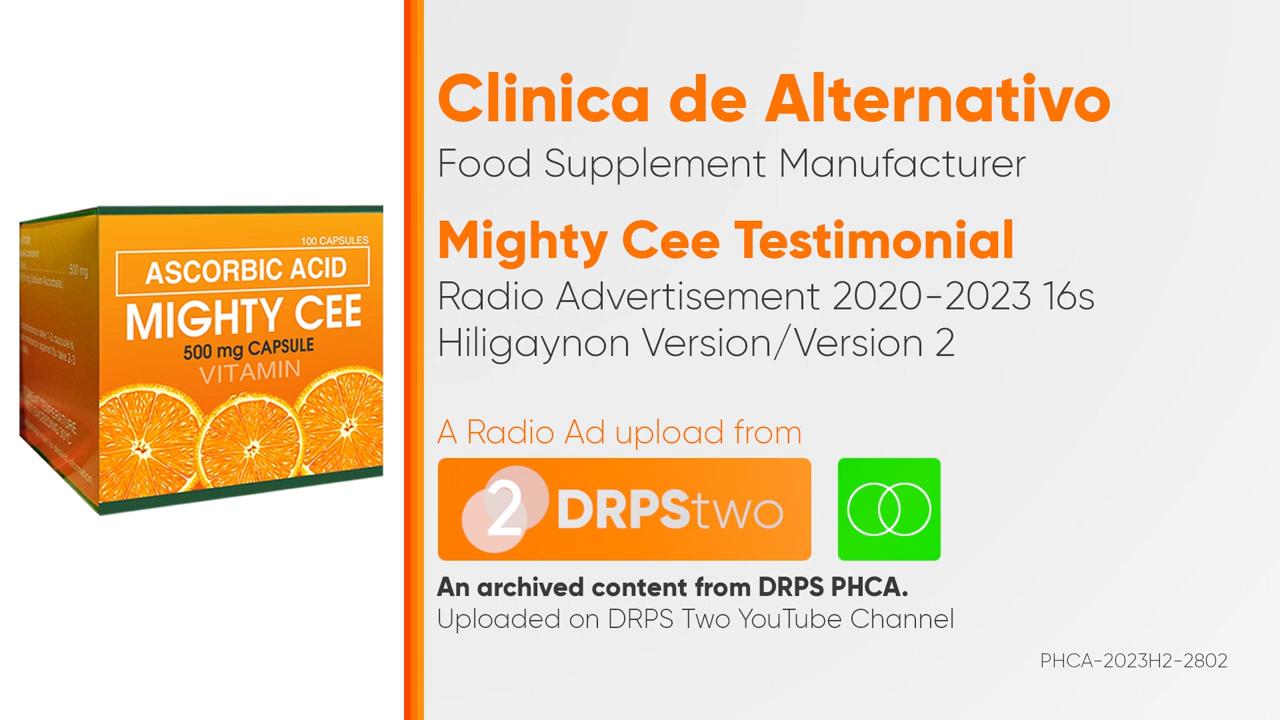 100 CAPSULES
ASCORBIC ACID
MIGHTY CEE
500 mg CAPSULE
VITAMIN
500 mg
Clinica de Alternativo
Food Supplement Manufacturer
Mighty Cee Testimonial
Radio Advertisement 2020-2023 16s
Hiligaynon Version/Version 2
A Radio Ad upload from
2 DRPStwo
An archived content from DRPS PHCA.
Uploaded on DRPS Two YouTube Channel
PHCA-2023H2-2802